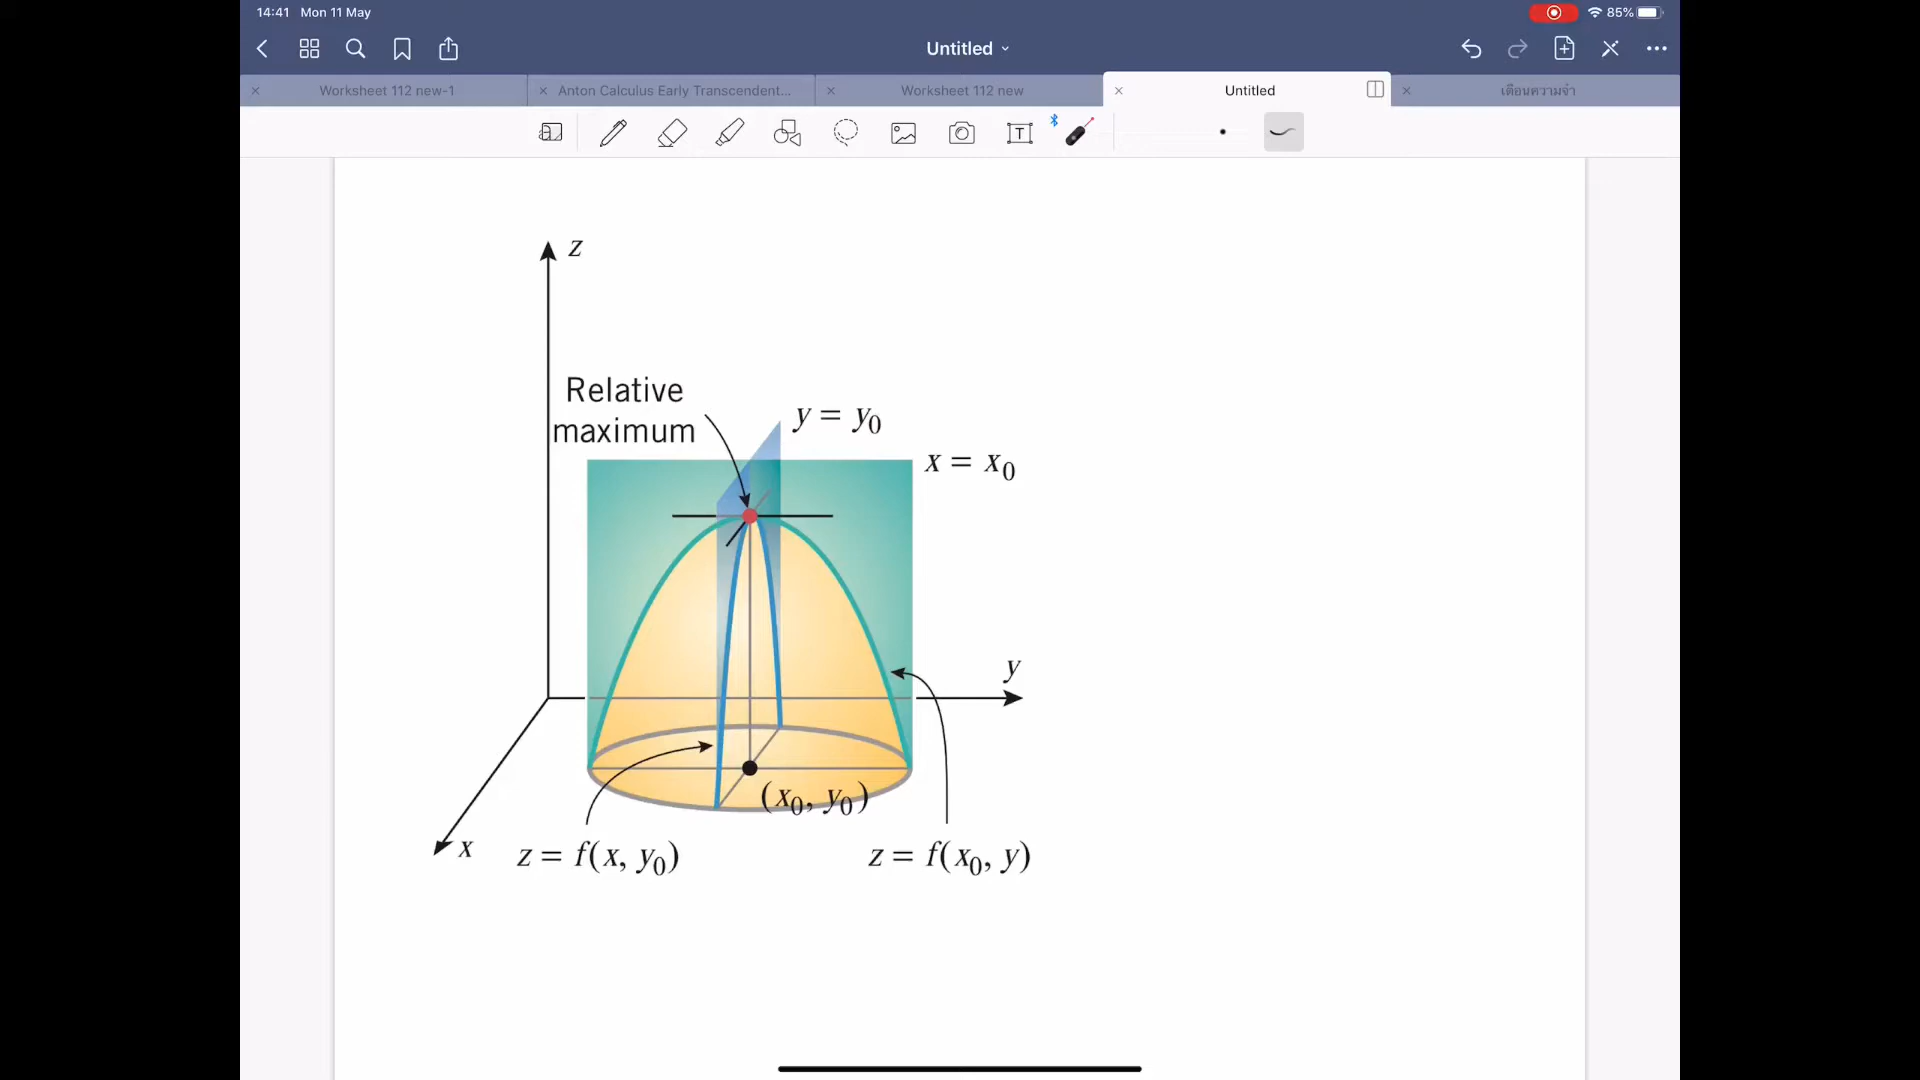 14:41 Mon 11 May
85%
Untitled
Worksheet 112 new-1
Anton Calculus Early Transcendent...
Worksheet 112 new
Untitled
เตือนความจำ
T
z
Relative
maximum
y = y₀
x = x₀
y
(x₀, y₀)
x
z = f(x, y₀)
z = f(x₀, y)